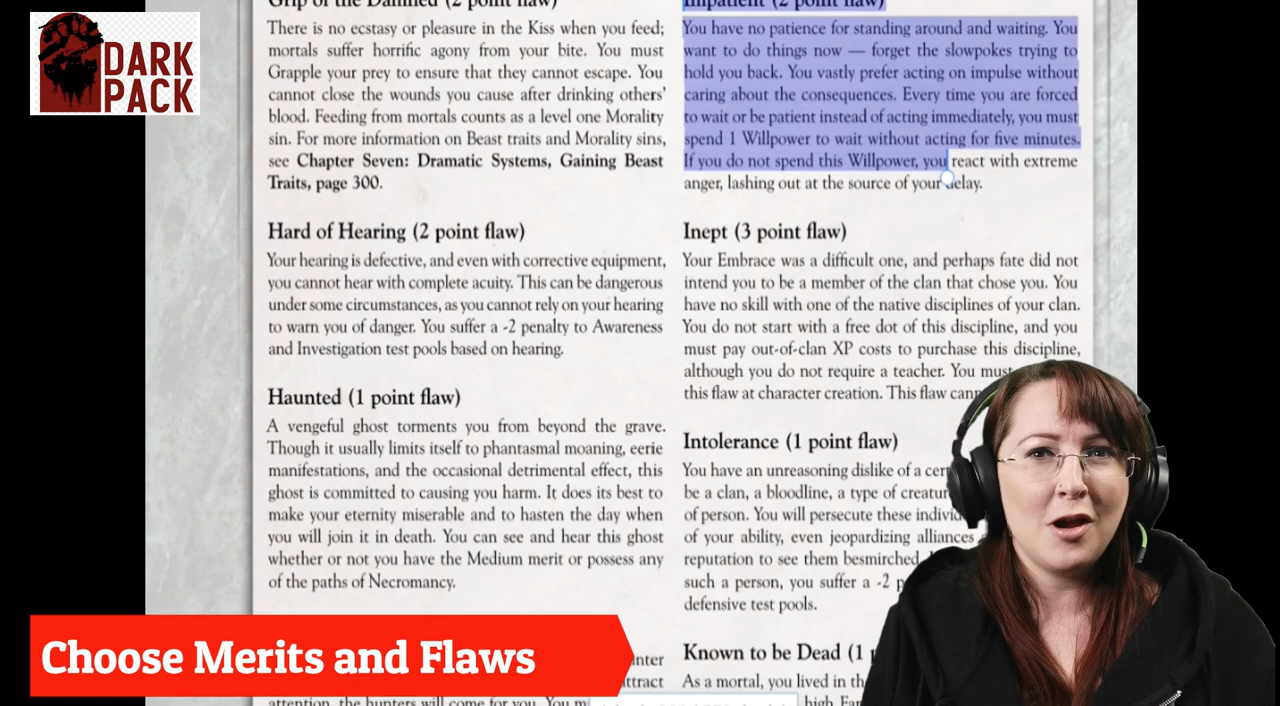 DARK
PACK
Grip of the Damned (2 point flaw)
There is no ecstasy or pleasure in the Kiss when you feed;
mortals suffer horrific agony from your bite. You must
Grapple your prey to ensure that they cannot escape. You
cannot close the wounds you cause after drinking others'
blood. Feeding from mortals counts as a level one Morality
sin. For more information on Beast traits and Morality sins,
see Chapter Seven: Dramatic Systems, Gaining Beast
Traits, page 300.
Hard of Hearing (2 point flaw)
Your hearing is defective, and even with corrective equipment,
you cannot hear with complete acuity. This can be dangerous
under some circumstances, as you cannot rely on your hearing
to warn you of danger. You suffer a -2 penalty to Awareness
and Investigation test pools based on hearing.
Haunted (1 point flaw)
A vengeful ghost torments you from beyond the grave.
Though it usually limits itself to phantasmal moaning, eerie
manifestations, and the occasional detrimental effect, this
ghost is committed to causing you harm. It does its best to
make your eternity miserable and to hasten the day when
you will join it in death. You can see and hear this ghost
whether or not you have the Medium merit or possess any
of the paths of Necromancy.
attention, the hunters will come for you. You
Impatient (2 point flaw)
You have no patience for standing around and waiting. You
want to do things now — forget the slowpokes trying to
hold you back. You vastly prefer acting on impulse without
caring about the consequences. Every time you are forced
to wait or be patient instead of acting immediately, you must
spend 1 Willpower to wait without acting for five minutes.
If you do not spend this Willpower, you react with extreme
anger, lashing out at the source of your delay.
Inept (3 point flaw)
Your Embrace was a difficult one, and perhaps fate did not
intend you to be a member of the clan that chose you. You
have no skill with one of the native disciplines of your clan.
You do not start with a free dot of this discipline, and you
must pay out-of-clan XP costs to purchase this discipline,
although you do not require a teacher. You must
this flaw at character creation. This flaw
Intolerance (1 point flaw)
You have an unreasoning dislike of a
be a clan, a bloodline, a type of
of person. You will persecute these
of your ability, even jeopardizing alliances
reputation to see them besmirched.
such a person, you suffer a -2
defensive test pools.
Known to be Dead (1
As a mortal, you lived in
high
Choose Merits and Flaws